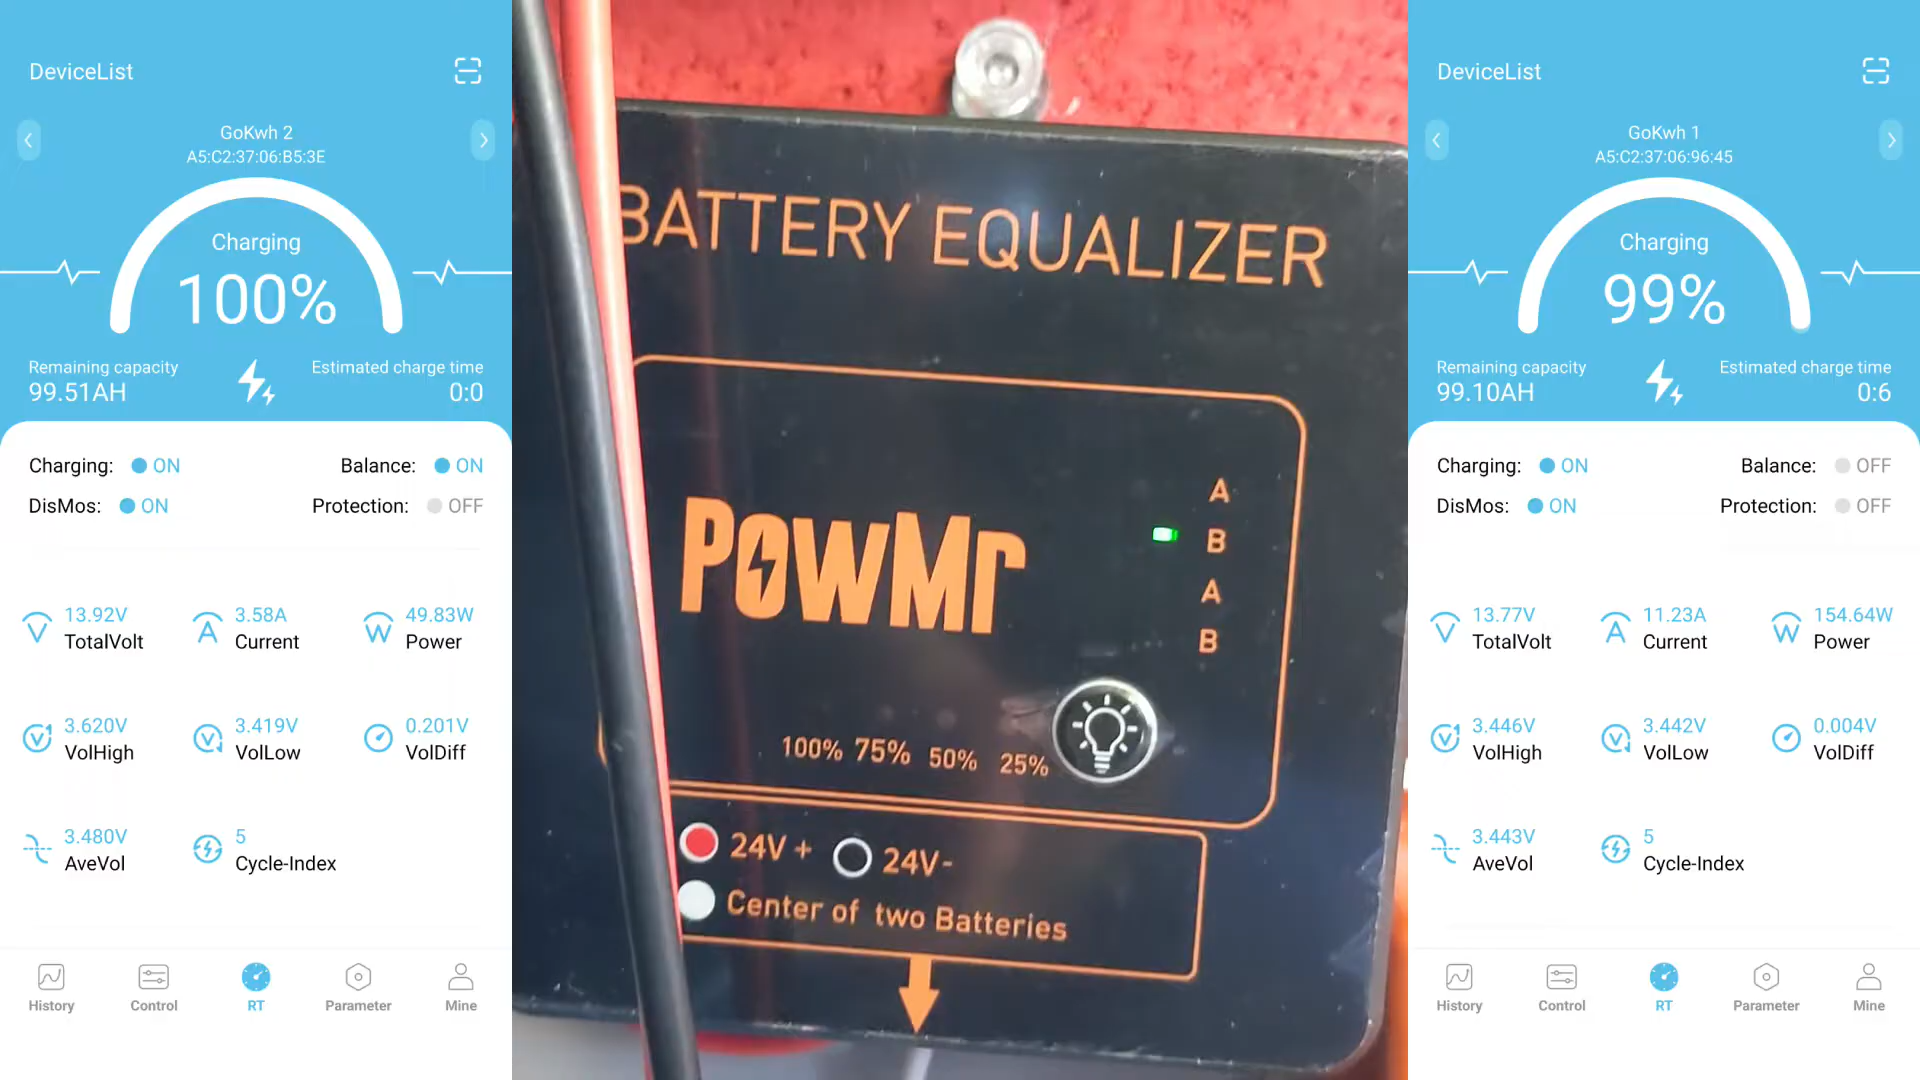 DeviceList
GoKwh 2
A5:C2:37:06:B5:3E
Charging
100%
Remaining capacity
99.51AH
Estimated charge time
0:0
Charging: ON
Balance: ON
DisMos: ON
Protection: OFF
13.92V
TotalVolt
3.58A
Current
49.83W
Power
3.620V
VolHigh
3.419V
VolLow
0.201V
VolDiff
3.480V
AveVol
5
Cycle-Index
History
Control
RT
Parameter
Mine
BATTERY EQUALIZER
PowMr
A
B
A
B
100% 75% 50% 25%
24V + 24V-
Center of two Batteries
DeviceList
GoKwh 1
A5:C2:37:06:96:45
Charging
99%
Remaining capacity
99.10AH
Estimated charge time
0:6
Charging: ON
Balance: OFF
DisMos: ON
Protection: OFF
13.77V
TotalVolt
11.23A
Current
154.64W
Power
3.446V
VolHigh
3.442V
VolLow
0.004V
VolDiff
3.443V
AveVol
5
Cycle-Index
History
Control
RT
Parameter
Mine